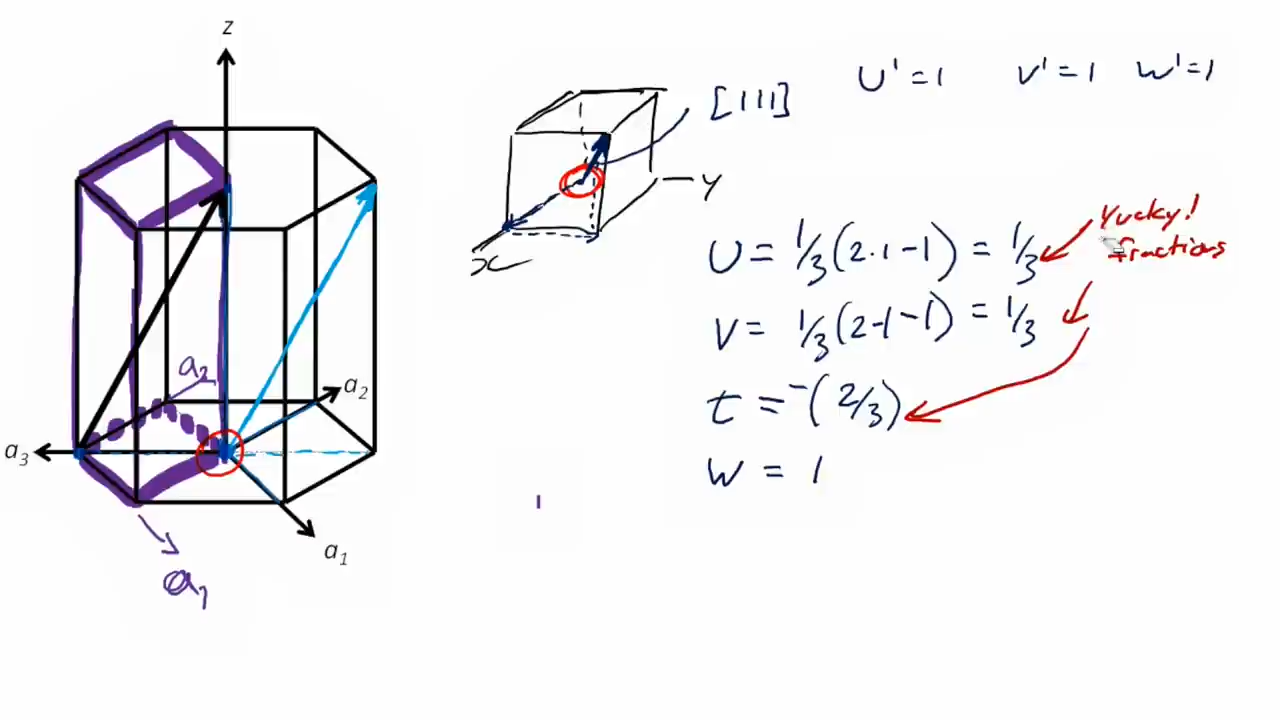 z
[111]
U' = 1 V' = 1 W' = 1
y
x
Yucky!
fractions
U = 1/3 (2·1-1) = 1/3
V = 1/3 (2·1-1) = 1/3
t = -(2/3)
W = 1
a2
a2
a3
a1
a1